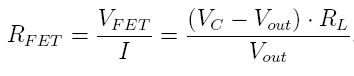 R_{FET} = \frac{V_{FET}}{I} = \frac{(V_C - V_{out}) \cdot R_L}{V_{out}}.